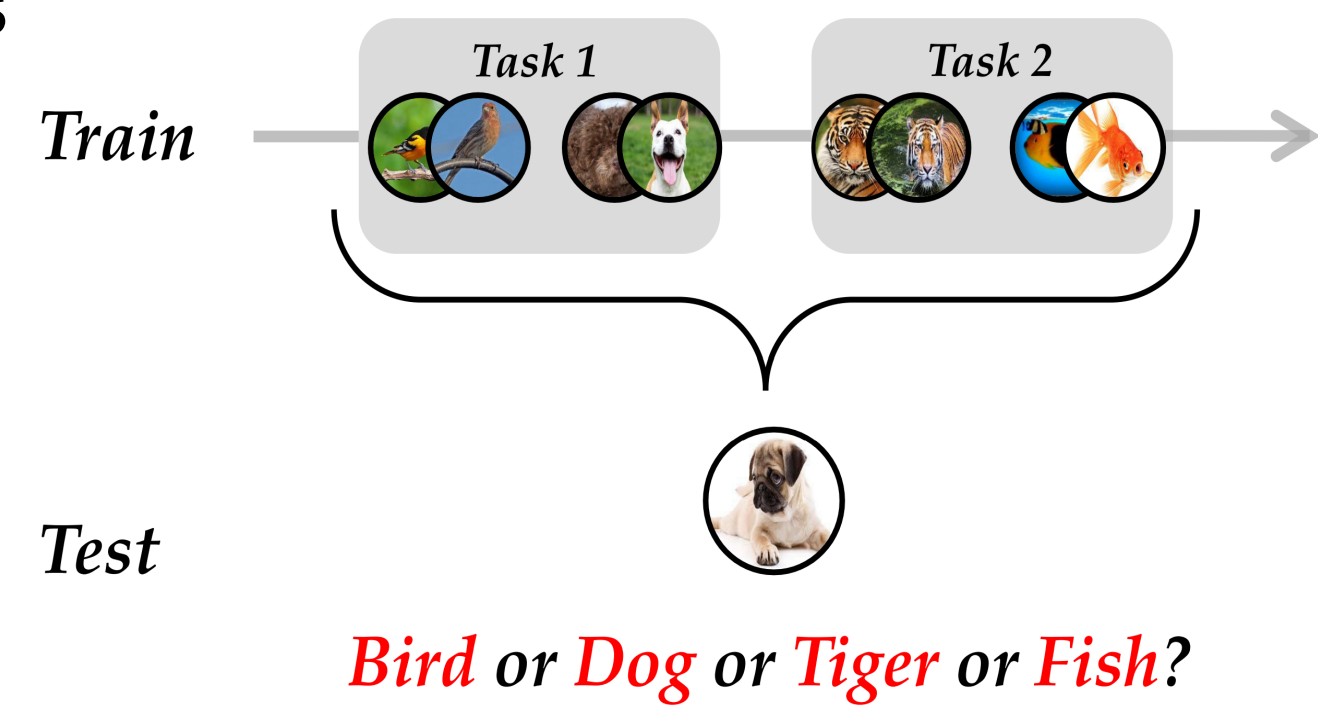 Task 1
Task 2
Train
Test
Bird or Dog or Tiger or Fish?